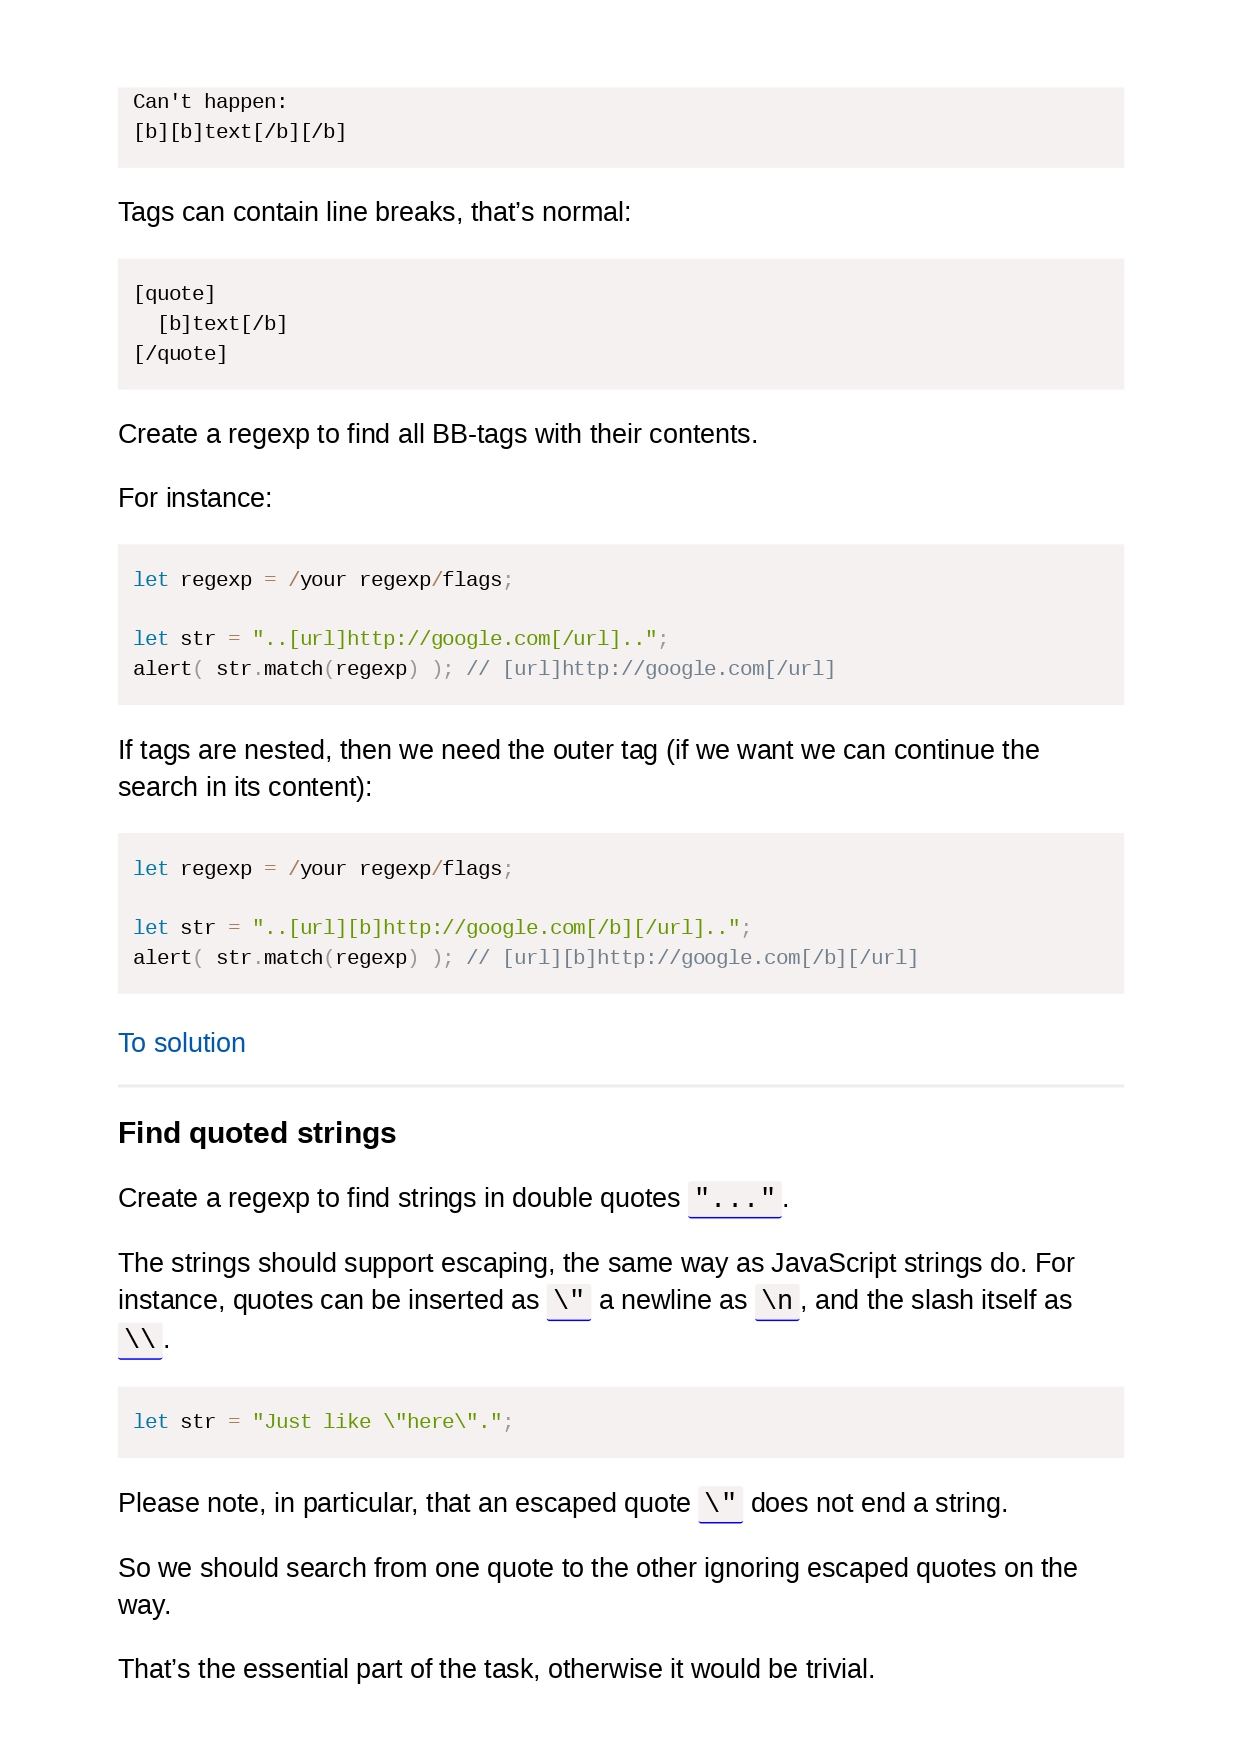 Can't happen:
[b][b]text[/b][/b]
Tags can contain line breaks, that’s normal:
[quote]
  [b]text[/b]
[/quote]
Create a regexp to find all BB-tags with their contents.
For instance:
let regexp = /your regexp/flags;
let str = "..[url]http://google.com[/url]..";
alert( str.match(regexp) ); // [url]http://google.com[/url]
If tags are nested, then we need the outer tag (if we want we can continue the
search in its content):
let regexp = /your regexp/flags;
let str = "..[url][b]http://google.com[/b][/url]..";
alert( str.match(regexp) ); // [url][b]http://google.com[/b][/url]
To solution
Find quoted strings
Create a regexp to find strings in double quotes "...".
The strings should support escaping, the same way as JavaScript strings do. For
instance, quotes can be inserted as \" a newline as \n, and the slash itself as
\\.
let str = "Just like \"here\".";
Please note, in particular, that an escaped quote \" does not end a string.
So we should search from one quote to the other ignoring escaped quotes on the
way.
That’s the essential part of the task, otherwise it would be trivial.